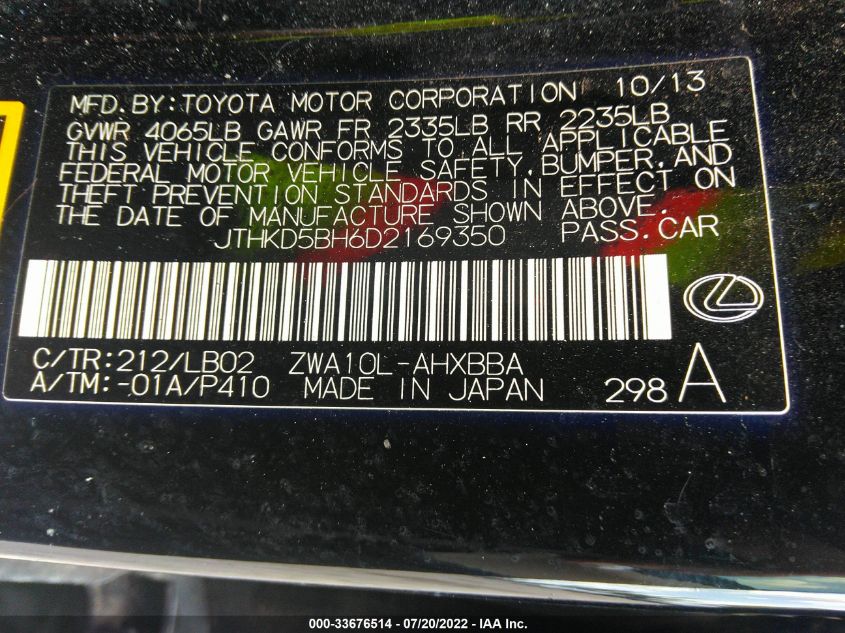 MFD. BY: TOYOTA MOTOR CORPORATION 10/13
GVWR 4065LB GAWR FR 2335LB RR 2235LB
THIS VEHICLE CONFORMS TO ALL APPLICABLE
FEDERAL MOTOR VEHICLE SAFETY, BUMPER, AND
THEFT PREVENTION STANDARDS IN EFFECT ON
THE DATE OF MANUFACTURE SHOWN ABOVE.
JTHKD5BH6D2169350 PASS. CAR
C/TR: 212/LB02 ZWA10L-AHXBBA
A/TM: -01A/P410 MADE IN JAPAN 298 A
000-33676514 - 07/20/2022 - IAA Inc.